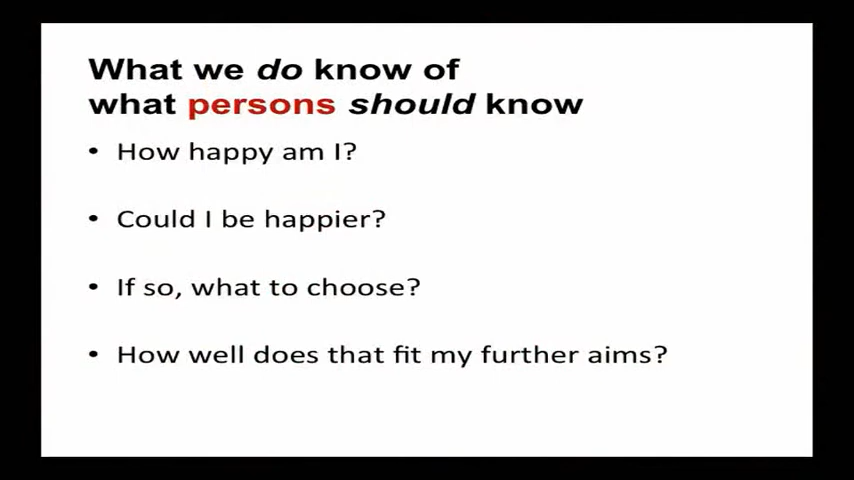 What we do know of
what persons should know
• How happy am I?
• Could I be happier?
• If so, what to choose?
• How well does that fit my further aims?